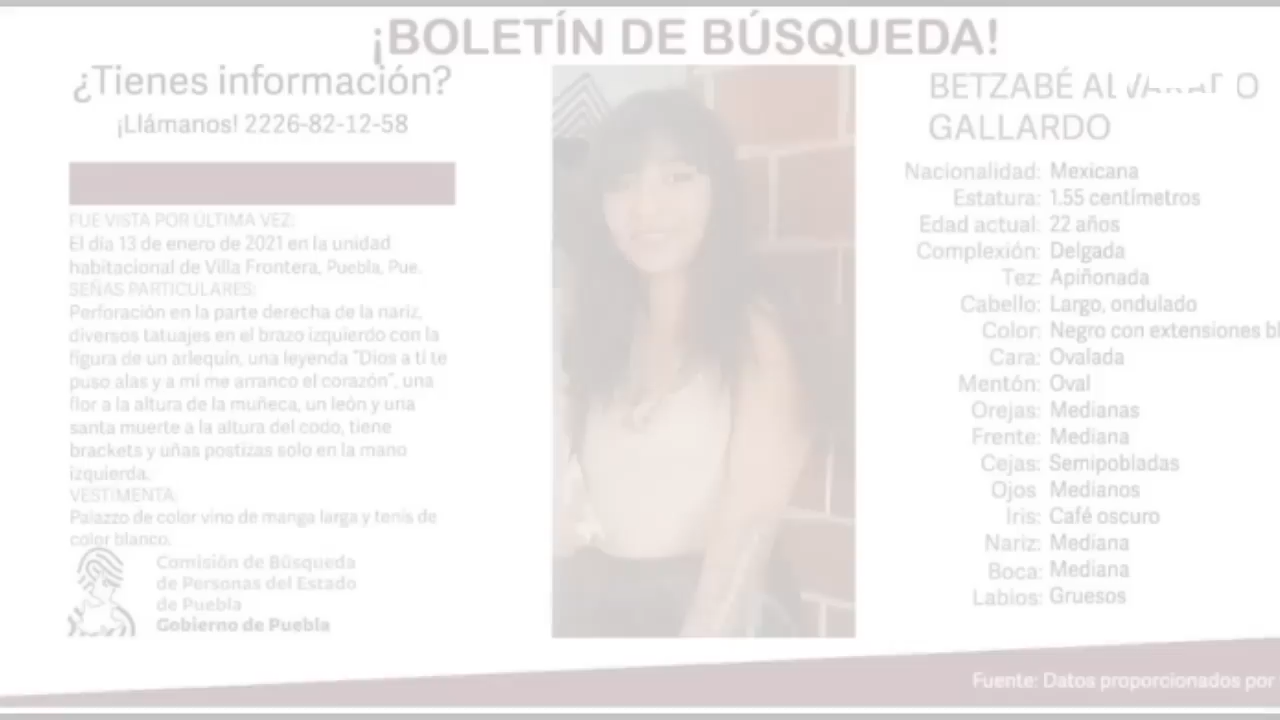 ¡BOLETÍN DE BÚSQUEDA!
¿Tienes información?
¡Llámanos! 2226-82-12-58
FUE VISTA POR ÚLTIMA VEZ:
El día 13 de enero de 2021 en la unidad
habitacional de Villa Frontera, Puebla, Pue.
SEÑAS PARTICULARES:
Perforación en la parte derecha de la nariz,
diversos tatuajes en el brazo izquierdo con la
figura de un arlequín, una leyenda "Dios a ti te
puso alas y a mi me arranco el corazón", una
flor a la altura de la muñeca, un león y una
santa muerte a la altura del codo, tiene
brackets y uñas postizas solo en la mano
izquierda.
VESTIMENTA:
Palazzo de color vino de manga larga y tenis de
color blanco.
Comisión de Búsqueda
de Personas del Estado
de Puebla
Gobierno de Puebla
BETZABÉ ALVARADO
GALLARDO
Nacionalidad: Mexicana
Estatura: 1.55 centímetros
Edad actual: 22 años
Complexión: Delgada
Tez: Apiñonada
Cabello: Largo, ondulado
Color: Negro con extensiones bl
Cara: Ovalada
Mentón: Oval
Orejas: Medianas
Frente: Mediana
Cejas: Semipobladas
Ojos Medianos
Iris: Café oscuro
Nariz: Mediana
Boca: Mediana
Labios: Gruesos
Fuente: Datos proporcionados por